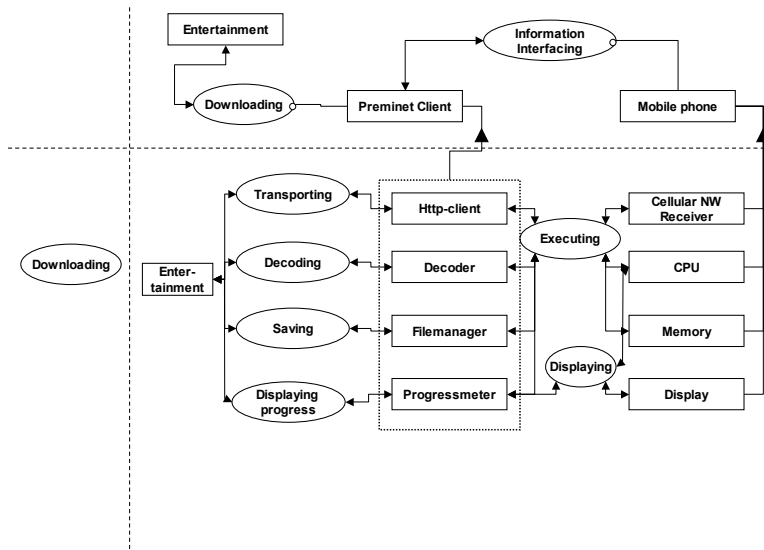 Entertainment
Information
Interfacing
Downloading
Preminet Client
Mobile phone
Transporting
Http-client
Cellular NW
Receiver
Executing
Downloading
Enter-
tainment
Decoding
Decoder
CPU
Saving
Filemanager
Memory
Displaying
Displaying
progress
Progressmeter
Display